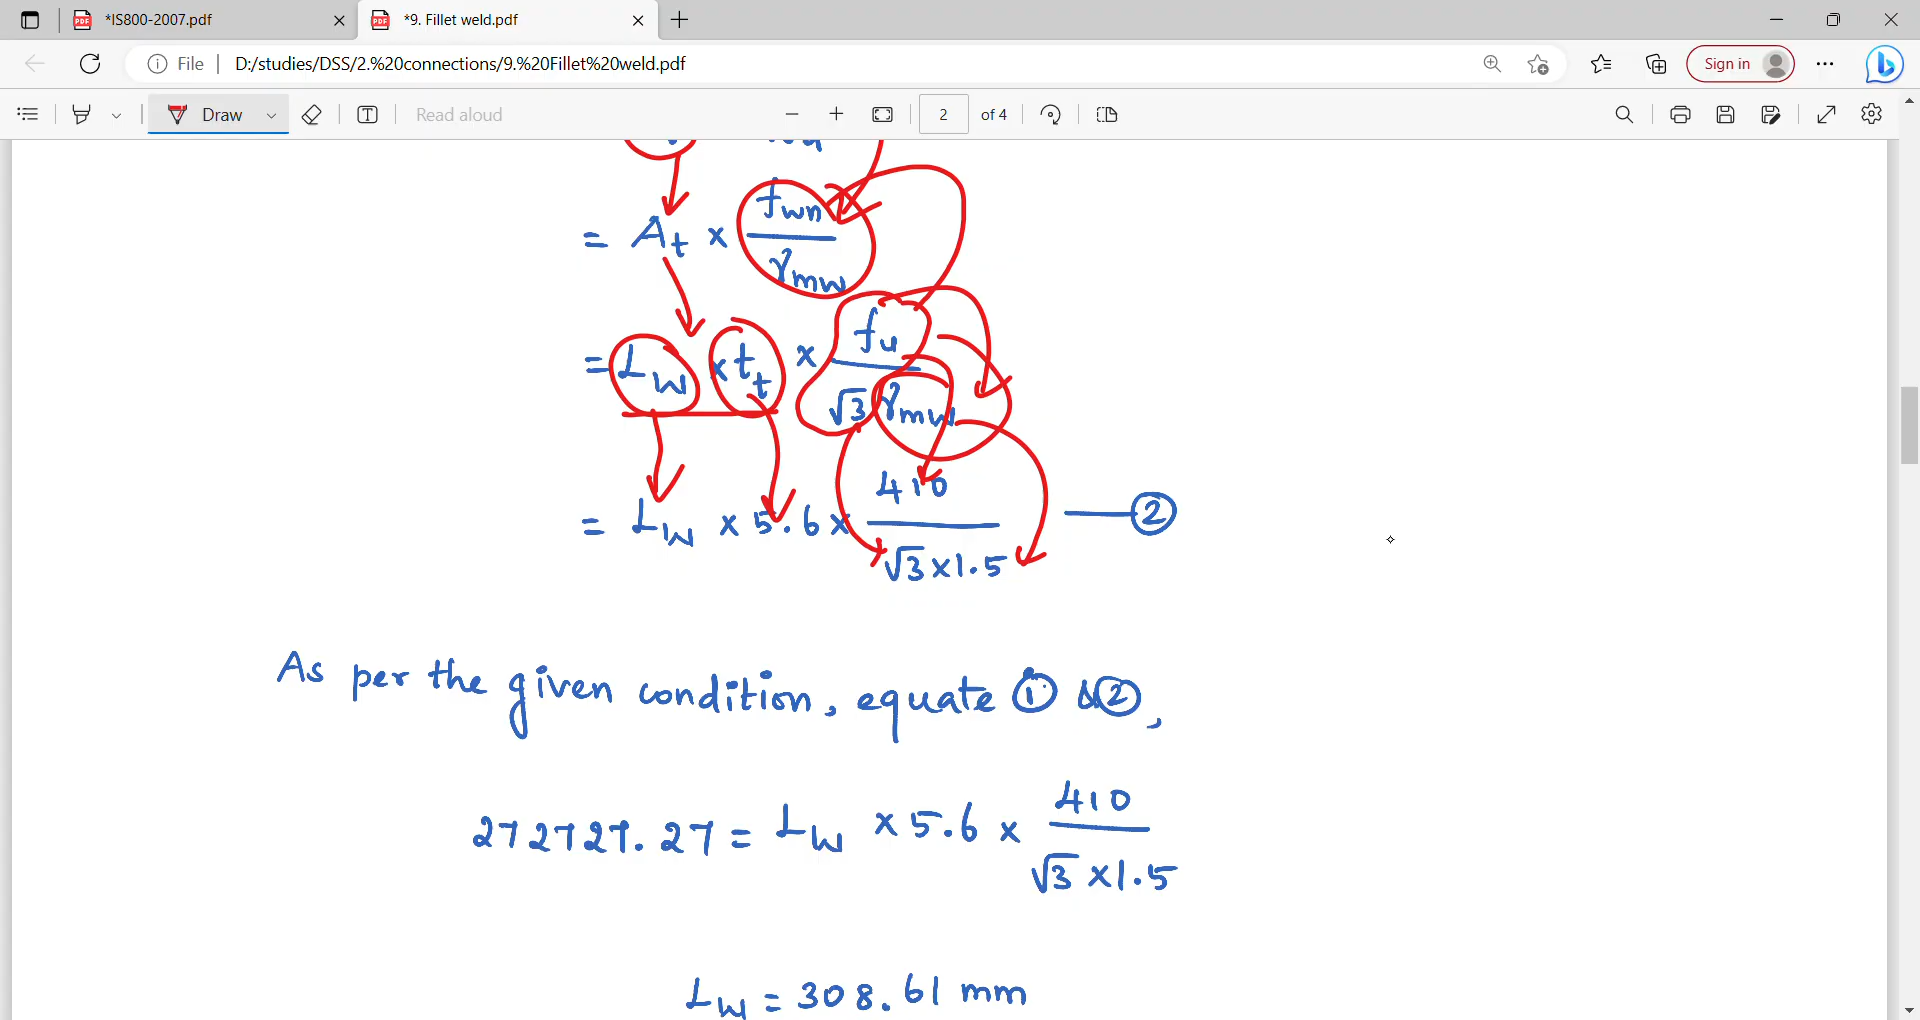 *IS800-2007.pdf
*9. Fillet weld.pdf
File
D:/studies/DSS/2.%20connections/9.%20Fillet%20weld.pdf
Sign in
Draw
Read aloud
2 of 4
= At × fwn / γmw
= Lw × tt × fu / √3 γmw
= Lw × 5.6 × 410 / √3 × 1.5 — ②
As per the given condition, equate ① & ②,
272727.27 = Lw × 5.6 × 410 / √3 × 1.5
Lw = 308.61 mm